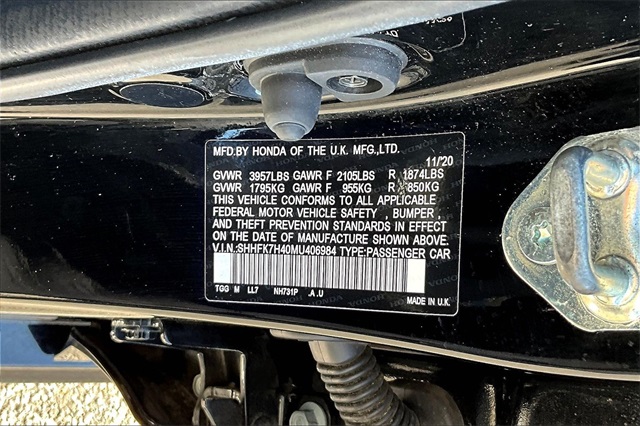 MFD.BY HONDA OF THE U.K. MFG.,LTD.
11/20
GVWR 3957LBS GAWR F 2105LBS R 1874LBS
GVWR 1795KG GAWR F 955KG R 850KG
THIS VEHICLE CONFORMS TO ALL APPLICABLE
FEDERAL MOTOR VEHICLE SAFETY , BUMPER ,
AND THEFT PREVENTION STANDARDS IN EFFECT
ON THE DATE OF MANUFACTURE SHOWN ABOVE.
V.I.N.:SHHFK7H40MU406984 TYPE:PASSENGER CAR
TGG M LL7 NH731P .A .U
MADE IN U.K.